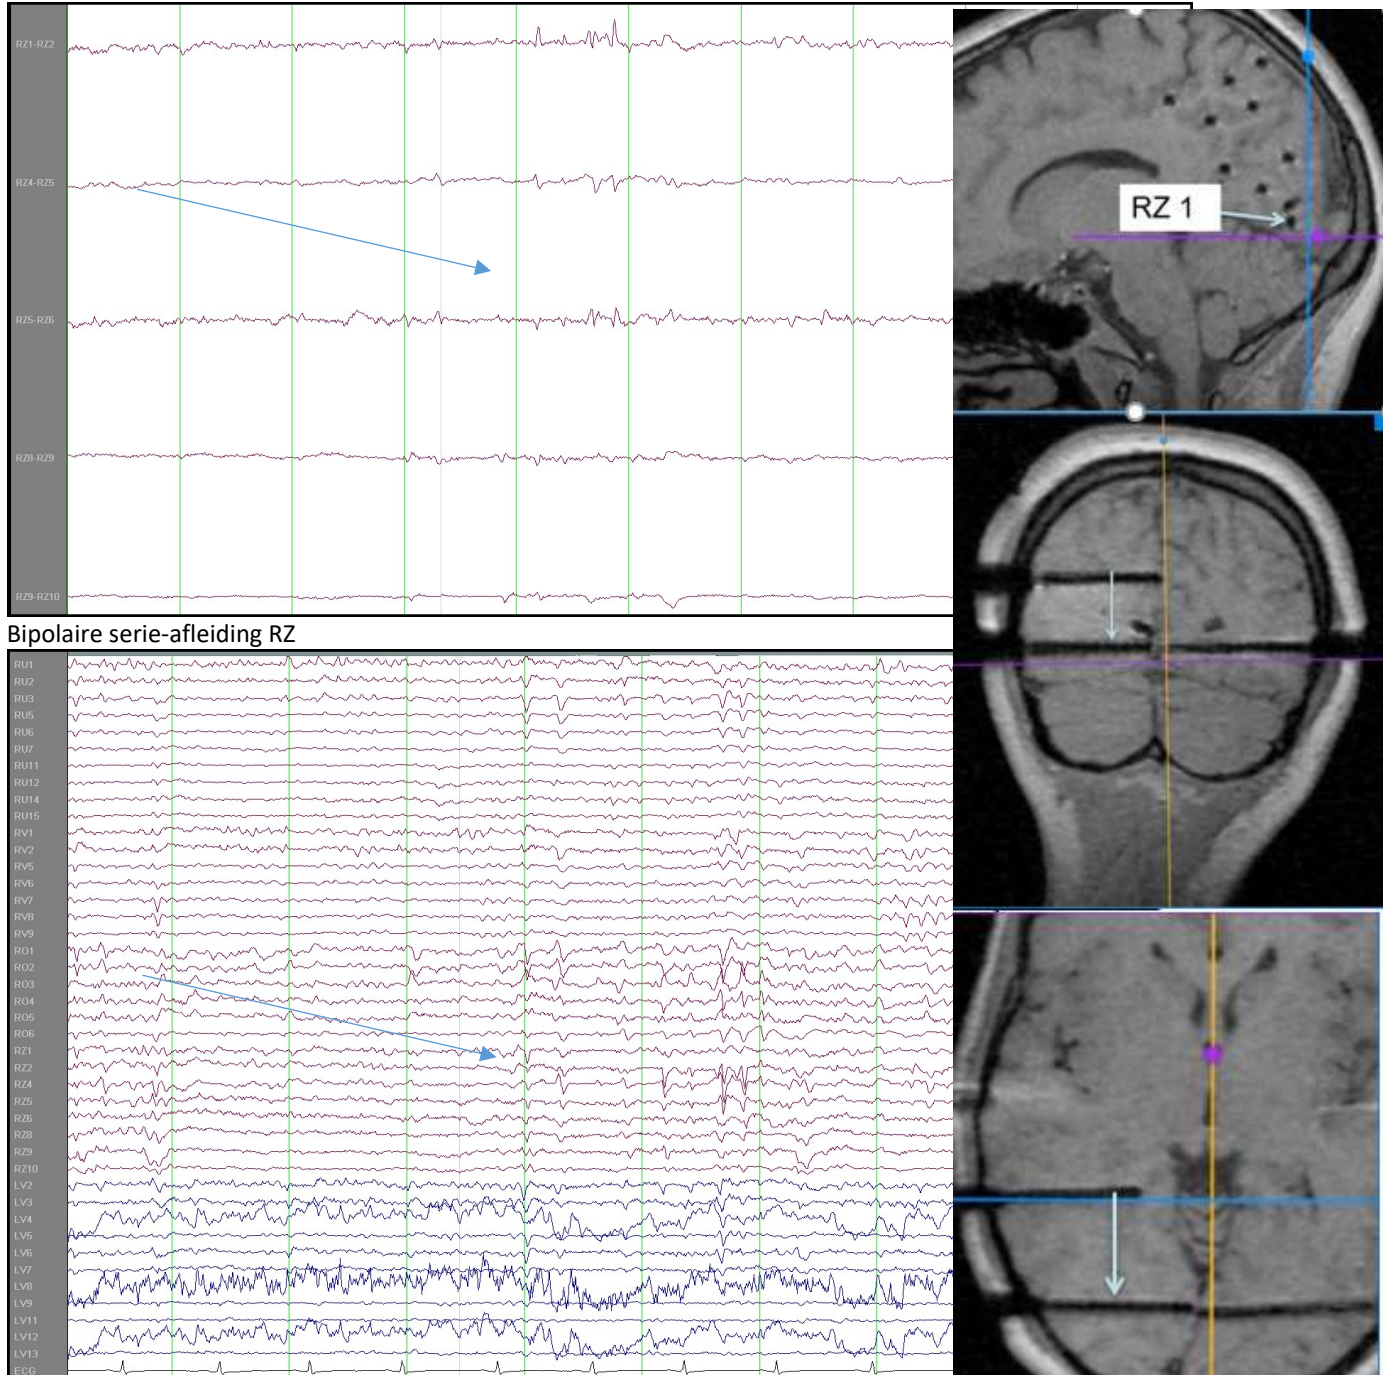 RZ1-RZ2
RZ4-RZ5
RZ5-RZ6
RZ8-RZ9
RZ9-RZ10
RZ 1
Bipolaire serie-afleiding RZ
RU1
RU2
RU3
RU5
RU6
RU7
RU11
RU12
RU14
RU15
RV1
RV2
RV5
RV6
RV7
RV8
RV9
RO1
RO2
RO3
RO4
RO5
RO6
RZ1
RZ2
RZ4
RZ5
RZ6
RZ8
RZ9
RZ10
LV2
LV3
LV4
LV5
LV6
LV7
LV8
LV9
LV11
LV12
LV13
ECG